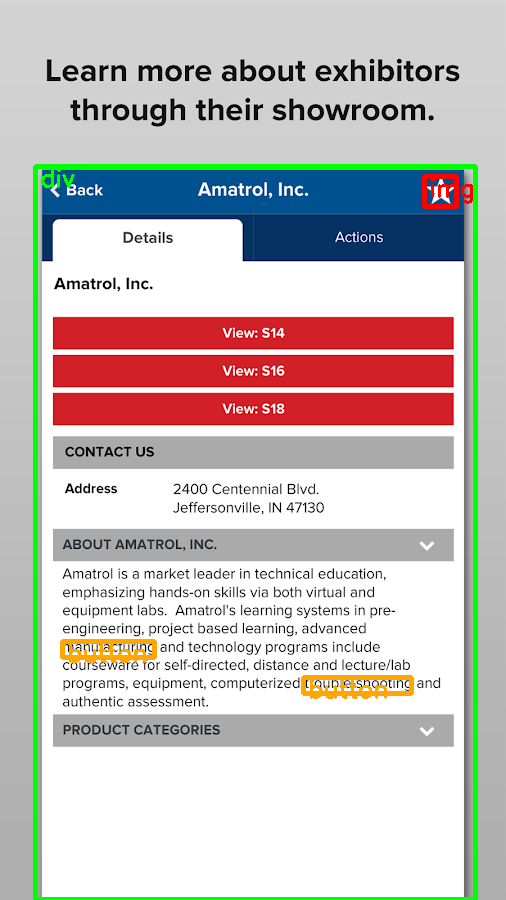 Learn more about exhibitors
through their showroom.
div
Back
Amatrol, Inc.
img
Details
Actions
Amatrol, Inc.
View: S14
View: S16
View: S18
CONTACT US
Address
2400 Centennial Blvd.
Jeffersonville, IN 47130
ABOUT AMATROL, INC.
Amatrol is a market leader in technical education,
emphasizing hands-on skills via both virtual and
equipment labs. Amatrol's learning systems in pre-
engineering, project based learning, advanced
manufacturing and technology programs include
button
courseware for self-directed, distance and lecture/lab
programs, equipment, computerized troubleshooting and
button
authentic assessment.
PRODUCT CATEGORIES